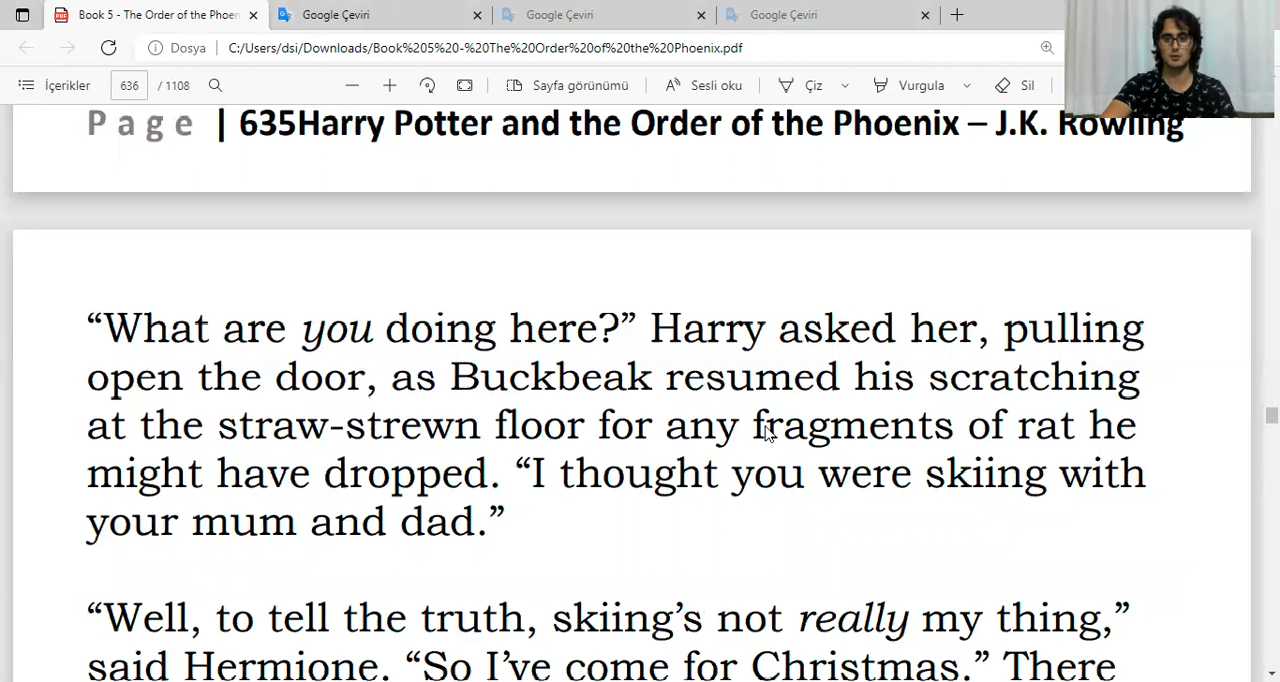 Book 5 - The Order of the Phoen
Google Çeviri
Google Çeviri
Google Çeviri
Dosya
C:/Users/dsi/Downloads/Book%205%20-%20The%20Order%20of%20the%20Phoenix.pdf
İçerikler
636 / 1108
Sayfa görünümü
Sesli oku
Çiz
Vurgula
Sil
Page | 635Harry Potter and the Order of the Phoenix – J.K. Rowling
“What are you doing here?” Harry asked her, pulling
open the door, as Buckbeak resumed his scratching
at the straw-strewn floor for any fragments of rat he
might have dropped. “I thought you were skiing with
your mum and dad.”
“Well, to tell the truth, skiing’s not really my thing,”
said Hermione. “So I’ve come for Christmas.” There